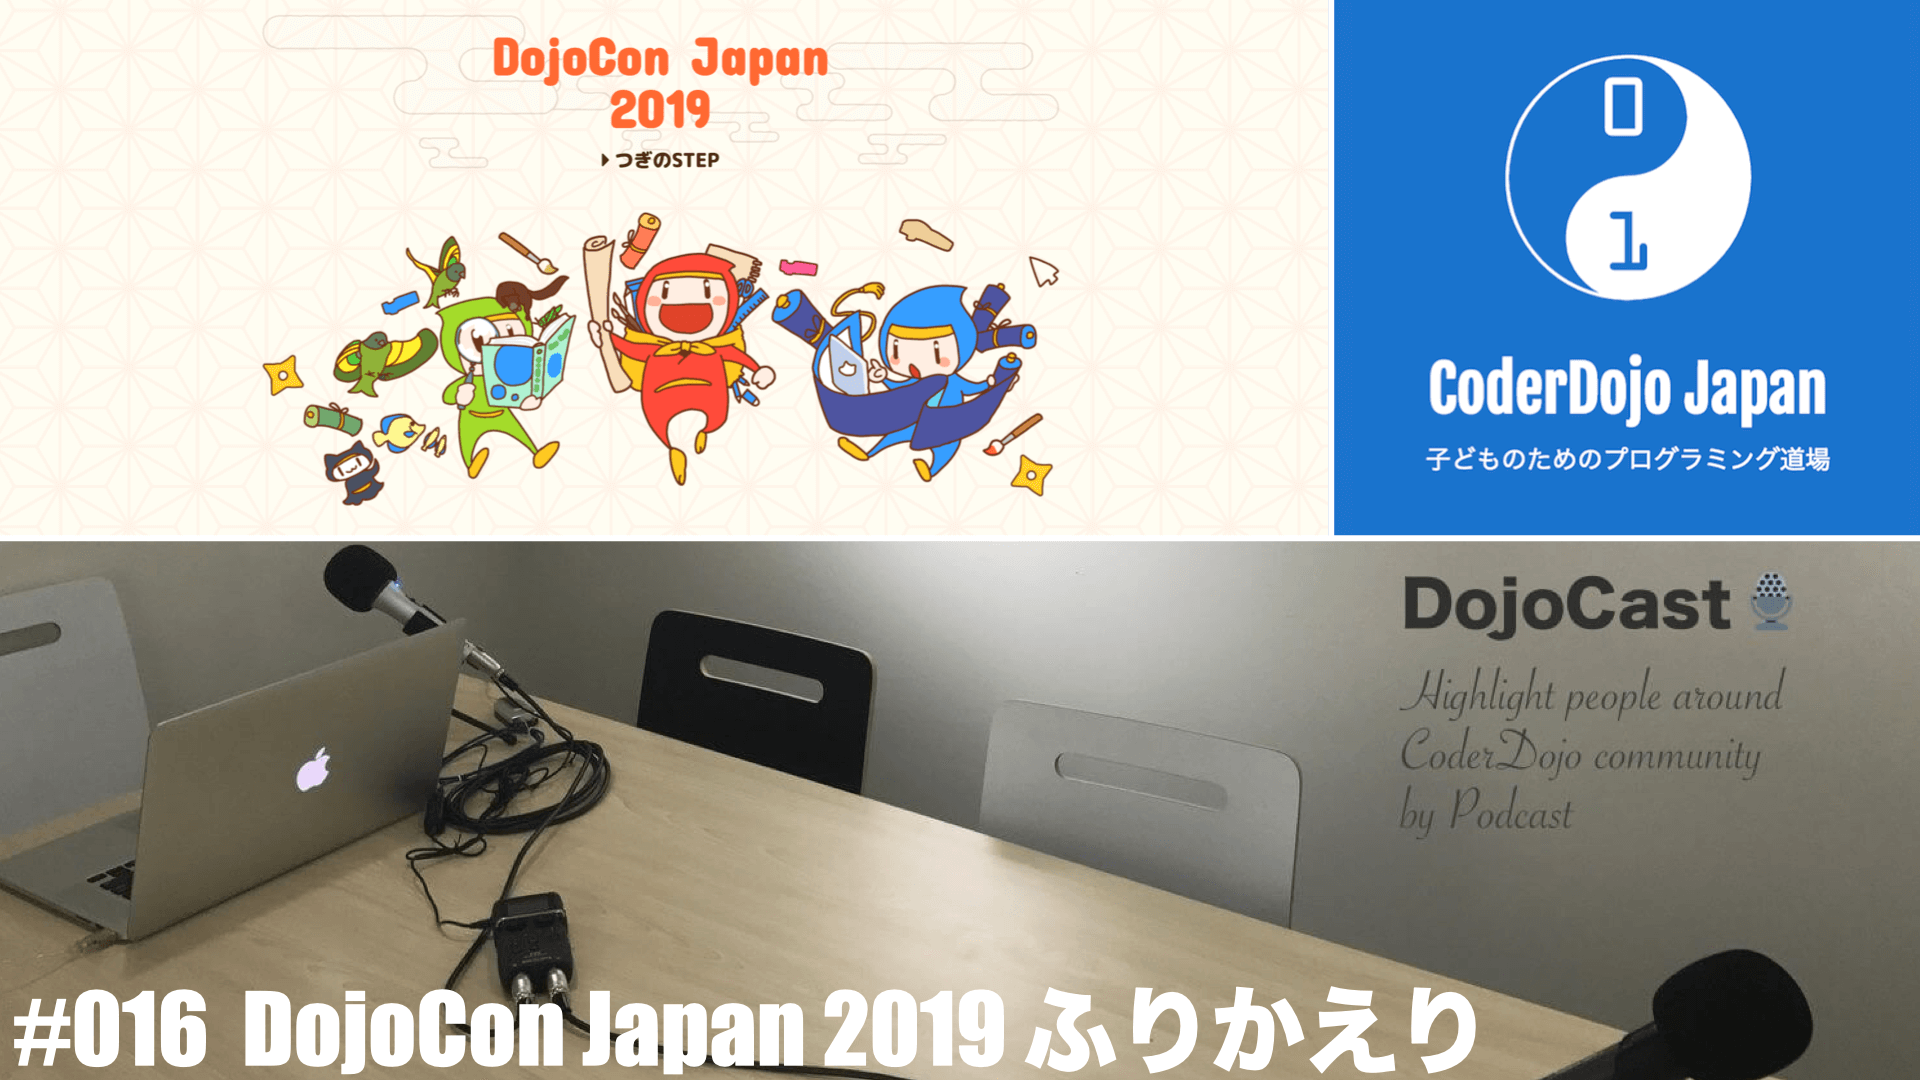 DojoCon Japan
2019
つぎのSTEP
0
1
CoderDojo Japan
子どものためのプログラミング道場
DojoCast
Highlight people around
CoderDojo community
by Podcast
#016 DojoCon Japan 2019 ふりかえり